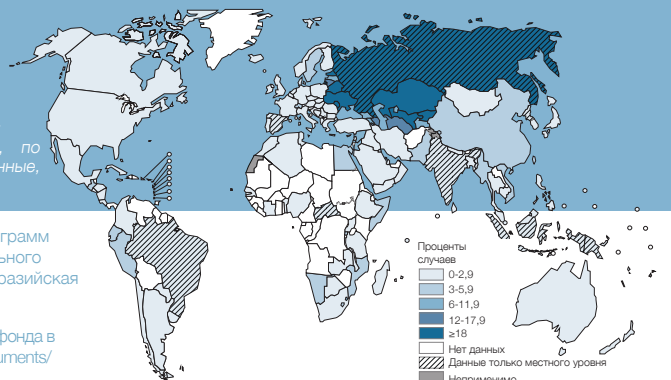 по
нные,
грамм
льного
разийская
фонда в
uments/
Проценты
случаев
0-2,9
3-5,9
6-11,9
12-17,9
≥18
Нет данных
Данные только местного уровня
Неприменимо